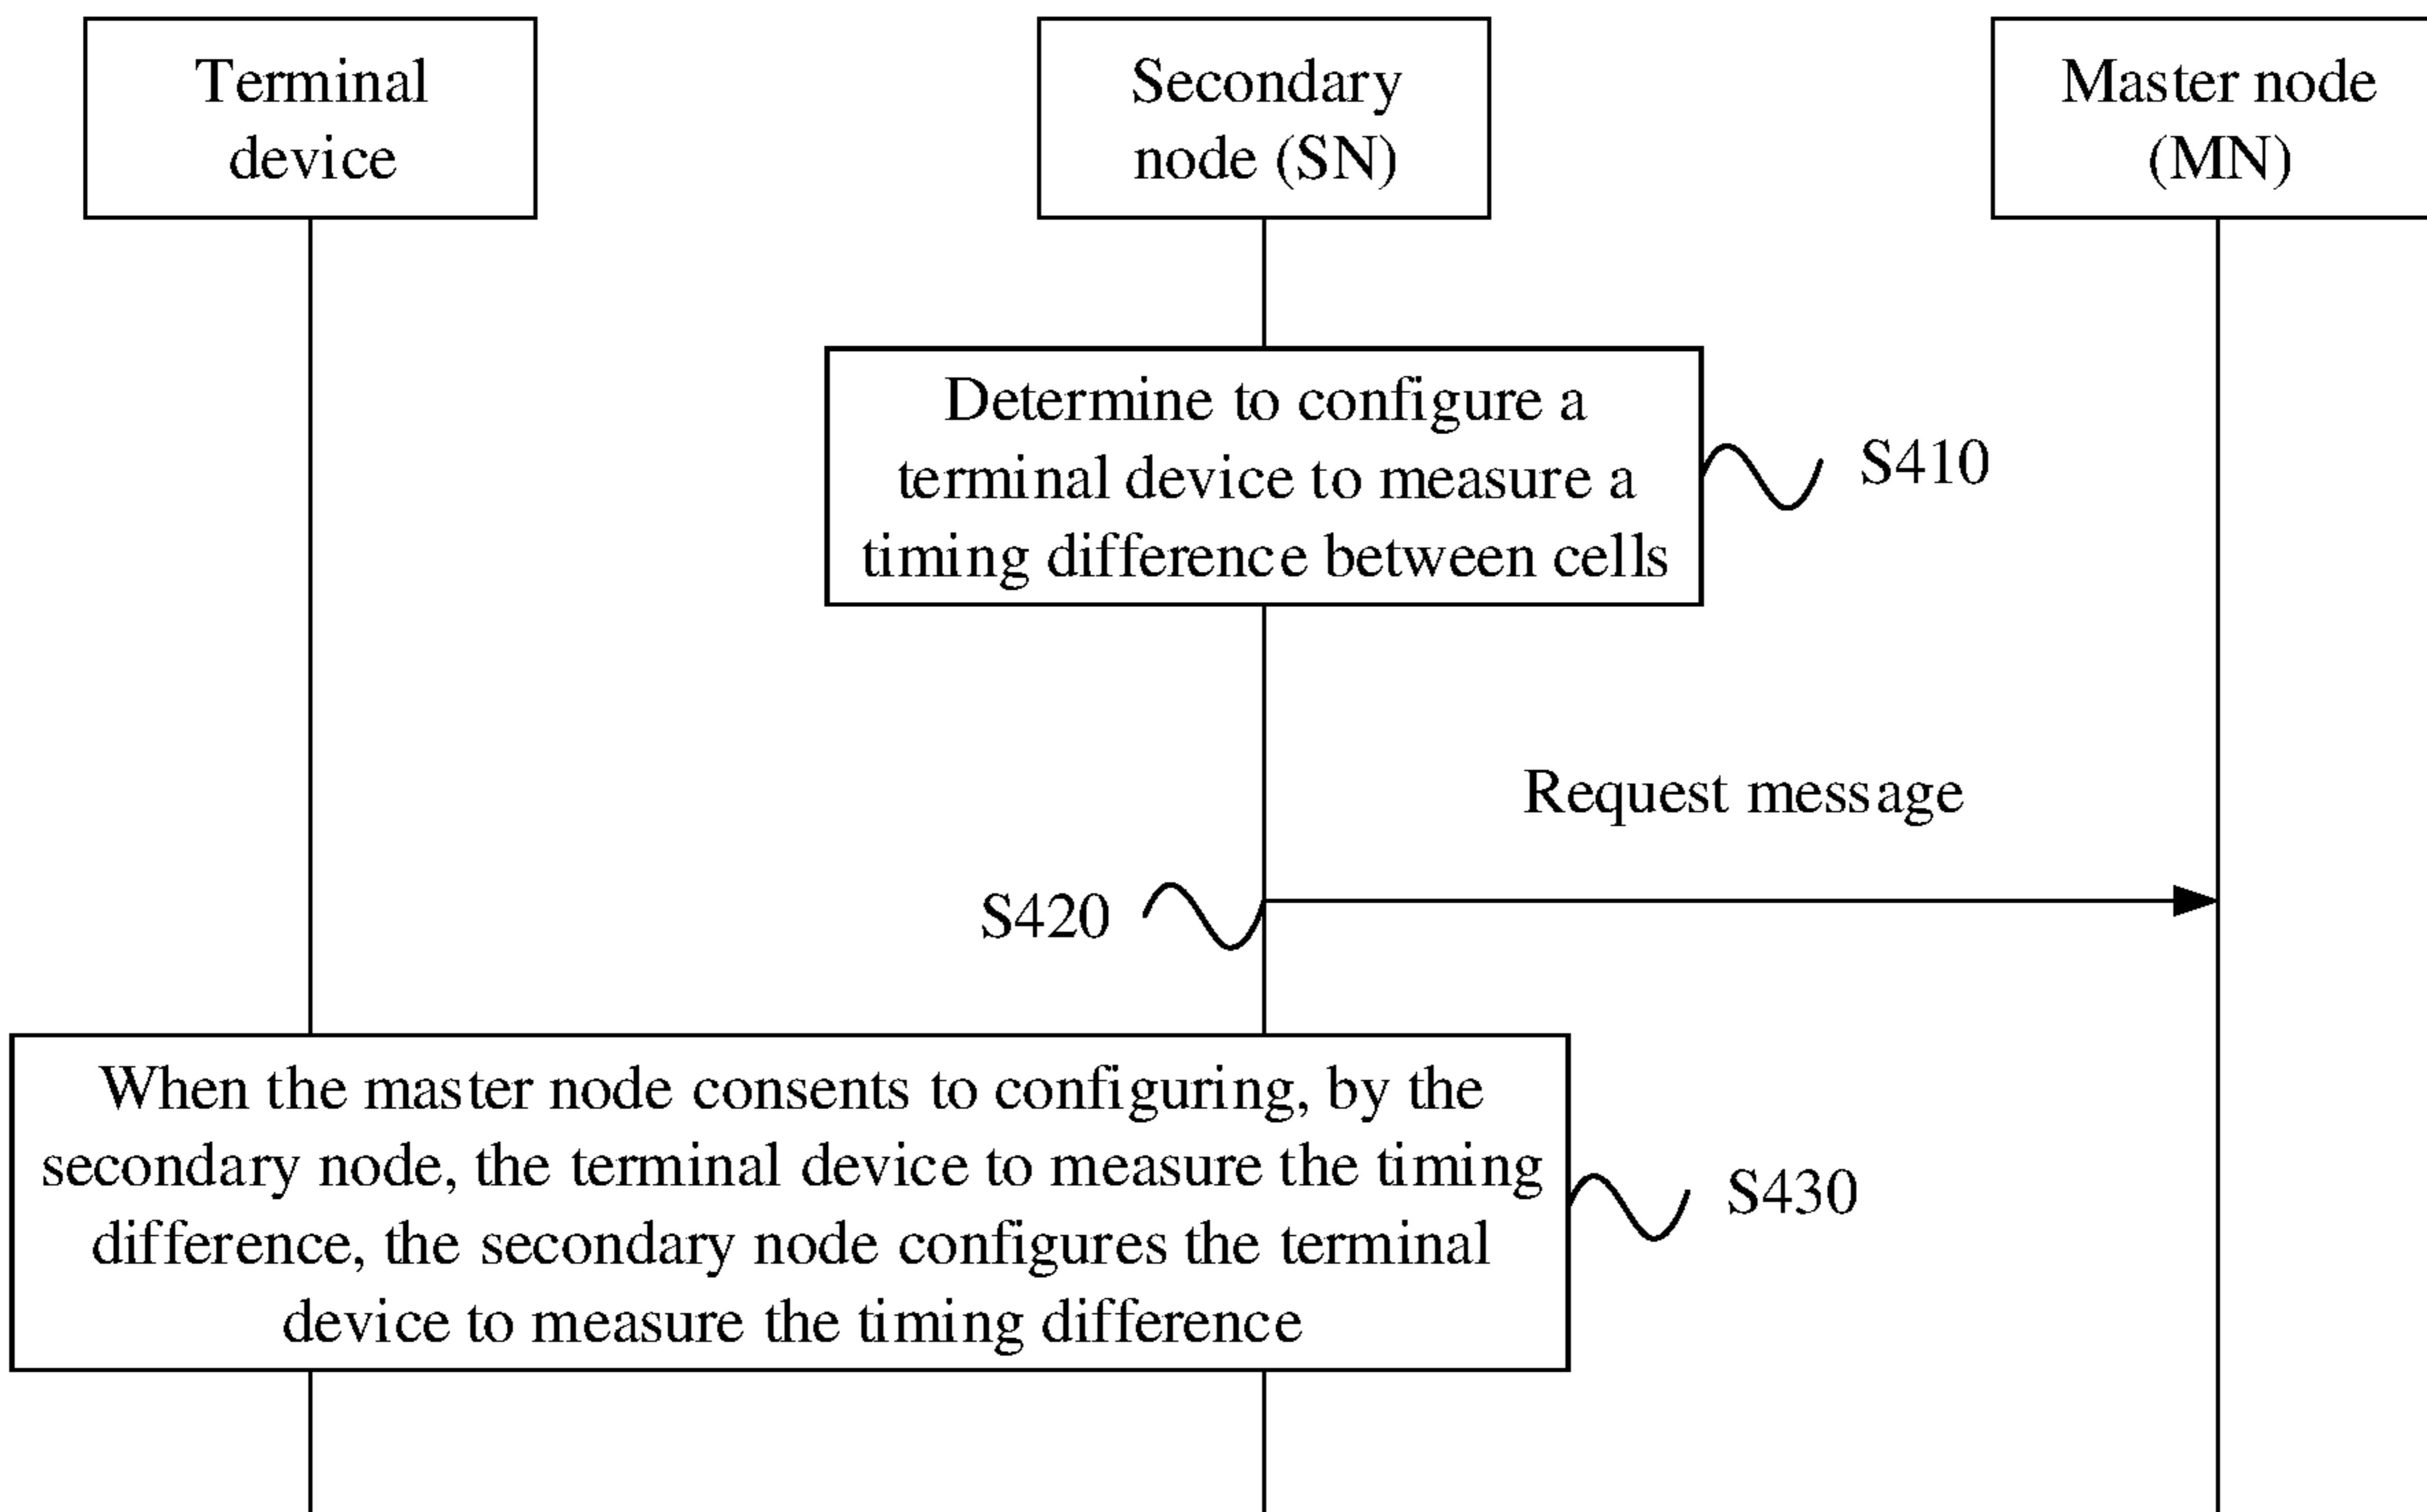 Terminal
device
Secondary
node (SN)
Master node
(MN)
Determine to configure a
terminal device to measure a
timing difference between cells
S410
Request message
S420
When the master node consents to configuring, by the
secondary node, the terminal device to measure the timing
difference, the secondary node configures the terminal
device to measure the timing difference
S430